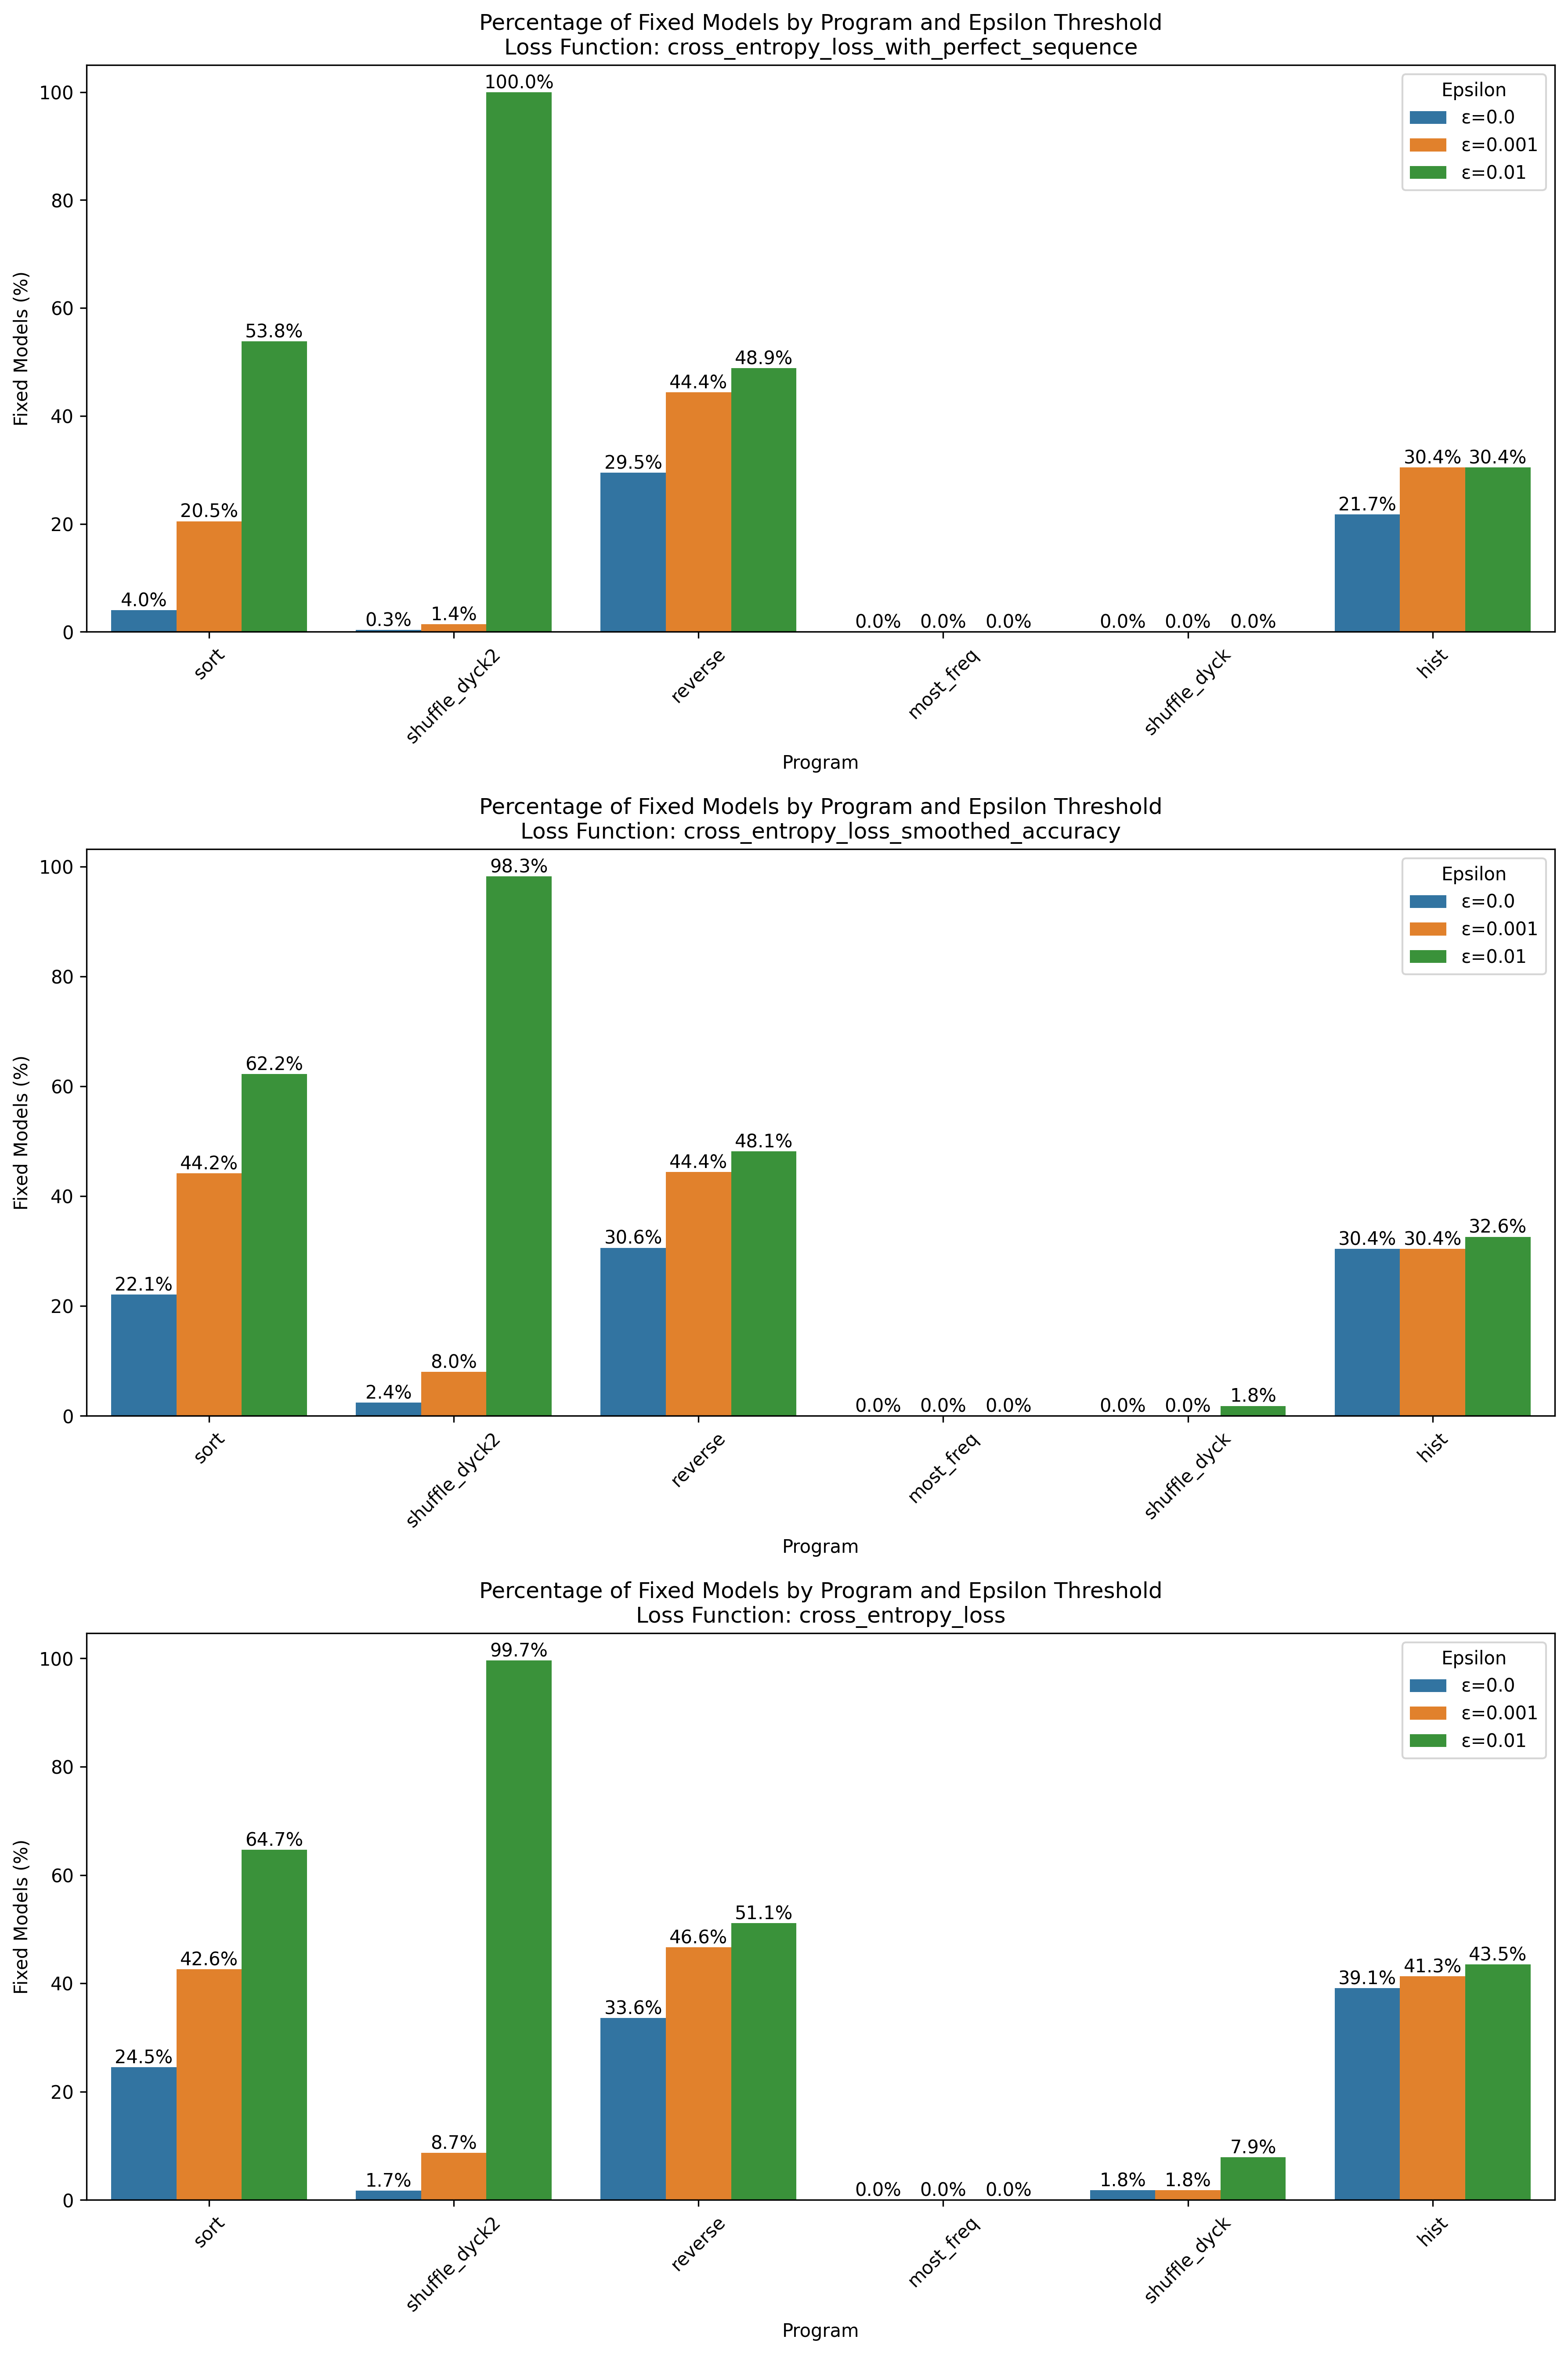 Percentage of Fixed Models by Program and Epsilon Threshold
Loss Function: cross_entropy_loss_with_perfect_sequence
Fixed Models (%)
100
80
60
40
20
0
4.0%
20.5%
53.8%
0.3%
1.4%
100.0%
29.5%
44.4%
48.9%
0.0%
0.0%
0.0%
0.0%
0.0%
0.0%
21.7%
30.4%
30.4%
Epsilon
ε=0.0
ε=0.001
ε=0.01
sort
shuffle_dyck2
reverse
most_freq
shuffle_dyck
hist
Program
Percentage of Fixed Models by Program and Epsilon Threshold
Loss Function: cross_entropy_loss_smoothed_accuracy
Fixed Models (%)
100
80
60
40
20
0
22.1%
44.2%
62.2%
2.4%
8.0%
98.3%
30.6%
44.4%
48.1%
0.0%
0.0%
0.0%
0.0%
0.0%
1.8%
30.4%
30.4%
32.6%
Epsilon
ε=0.0
ε=0.001
ε=0.01
sort
shuffle_dyck2
reverse
most_freq
shuffle_dyck
hist
Program
Percentage of Fixed Models by Program and Epsilon Threshold
Loss Function: cross_entropy_loss
Fixed Models (%)
100
80
60
40
20
0
24.5%
42.6%
64.7%
1.7%
8.7%
99.7%
33.6%
46.6%
51.1%
0.0%
0.0%
0.0%
1.8%
1.8%
7.9%
39.1%
41.3%
43.5%
Epsilon
ε=0.0
ε=0.001
ε=0.01
sort
shuffle_dyck2
reverse
most_freq
shuffle_dyck
hist
Program